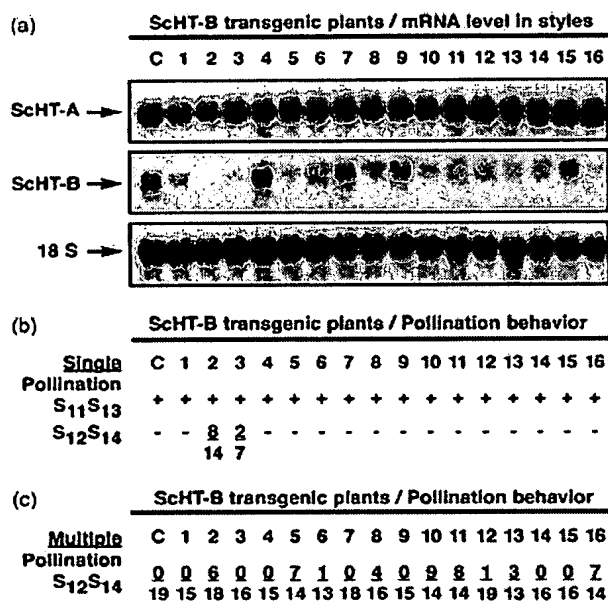 (a) ScHT-B transgenic plants / mRNA level in styles
C 1 2 3 4 5 6 7 8 9 10 11 12 13 14 15 16
ScHT-A
ScHT-B
18 S
(b) ScHT-B transgenic plants / Pollination behavior
Single C 1 2 3 4 5 6 7 8 9 10 11 12 13 14 15 16
Pollination
S11S13 + + + + + + + + + + + + + + + + +
S12S14 - - 8 2 - - - - - - - - - - - - -
14 7
(c) ScHT-B transgenic plants / Pollination behavior
Multiple C 1 2 3 4 5 6 7 8 9 10 11 12 13 14 15 16
Pollination
S12S14 0 0 6 0 0 7 1 0 4 0 9 8 1 3 0 0 7
19 15 18 16 15 14 13 18 16 15 14 14 19 13 16 16 14